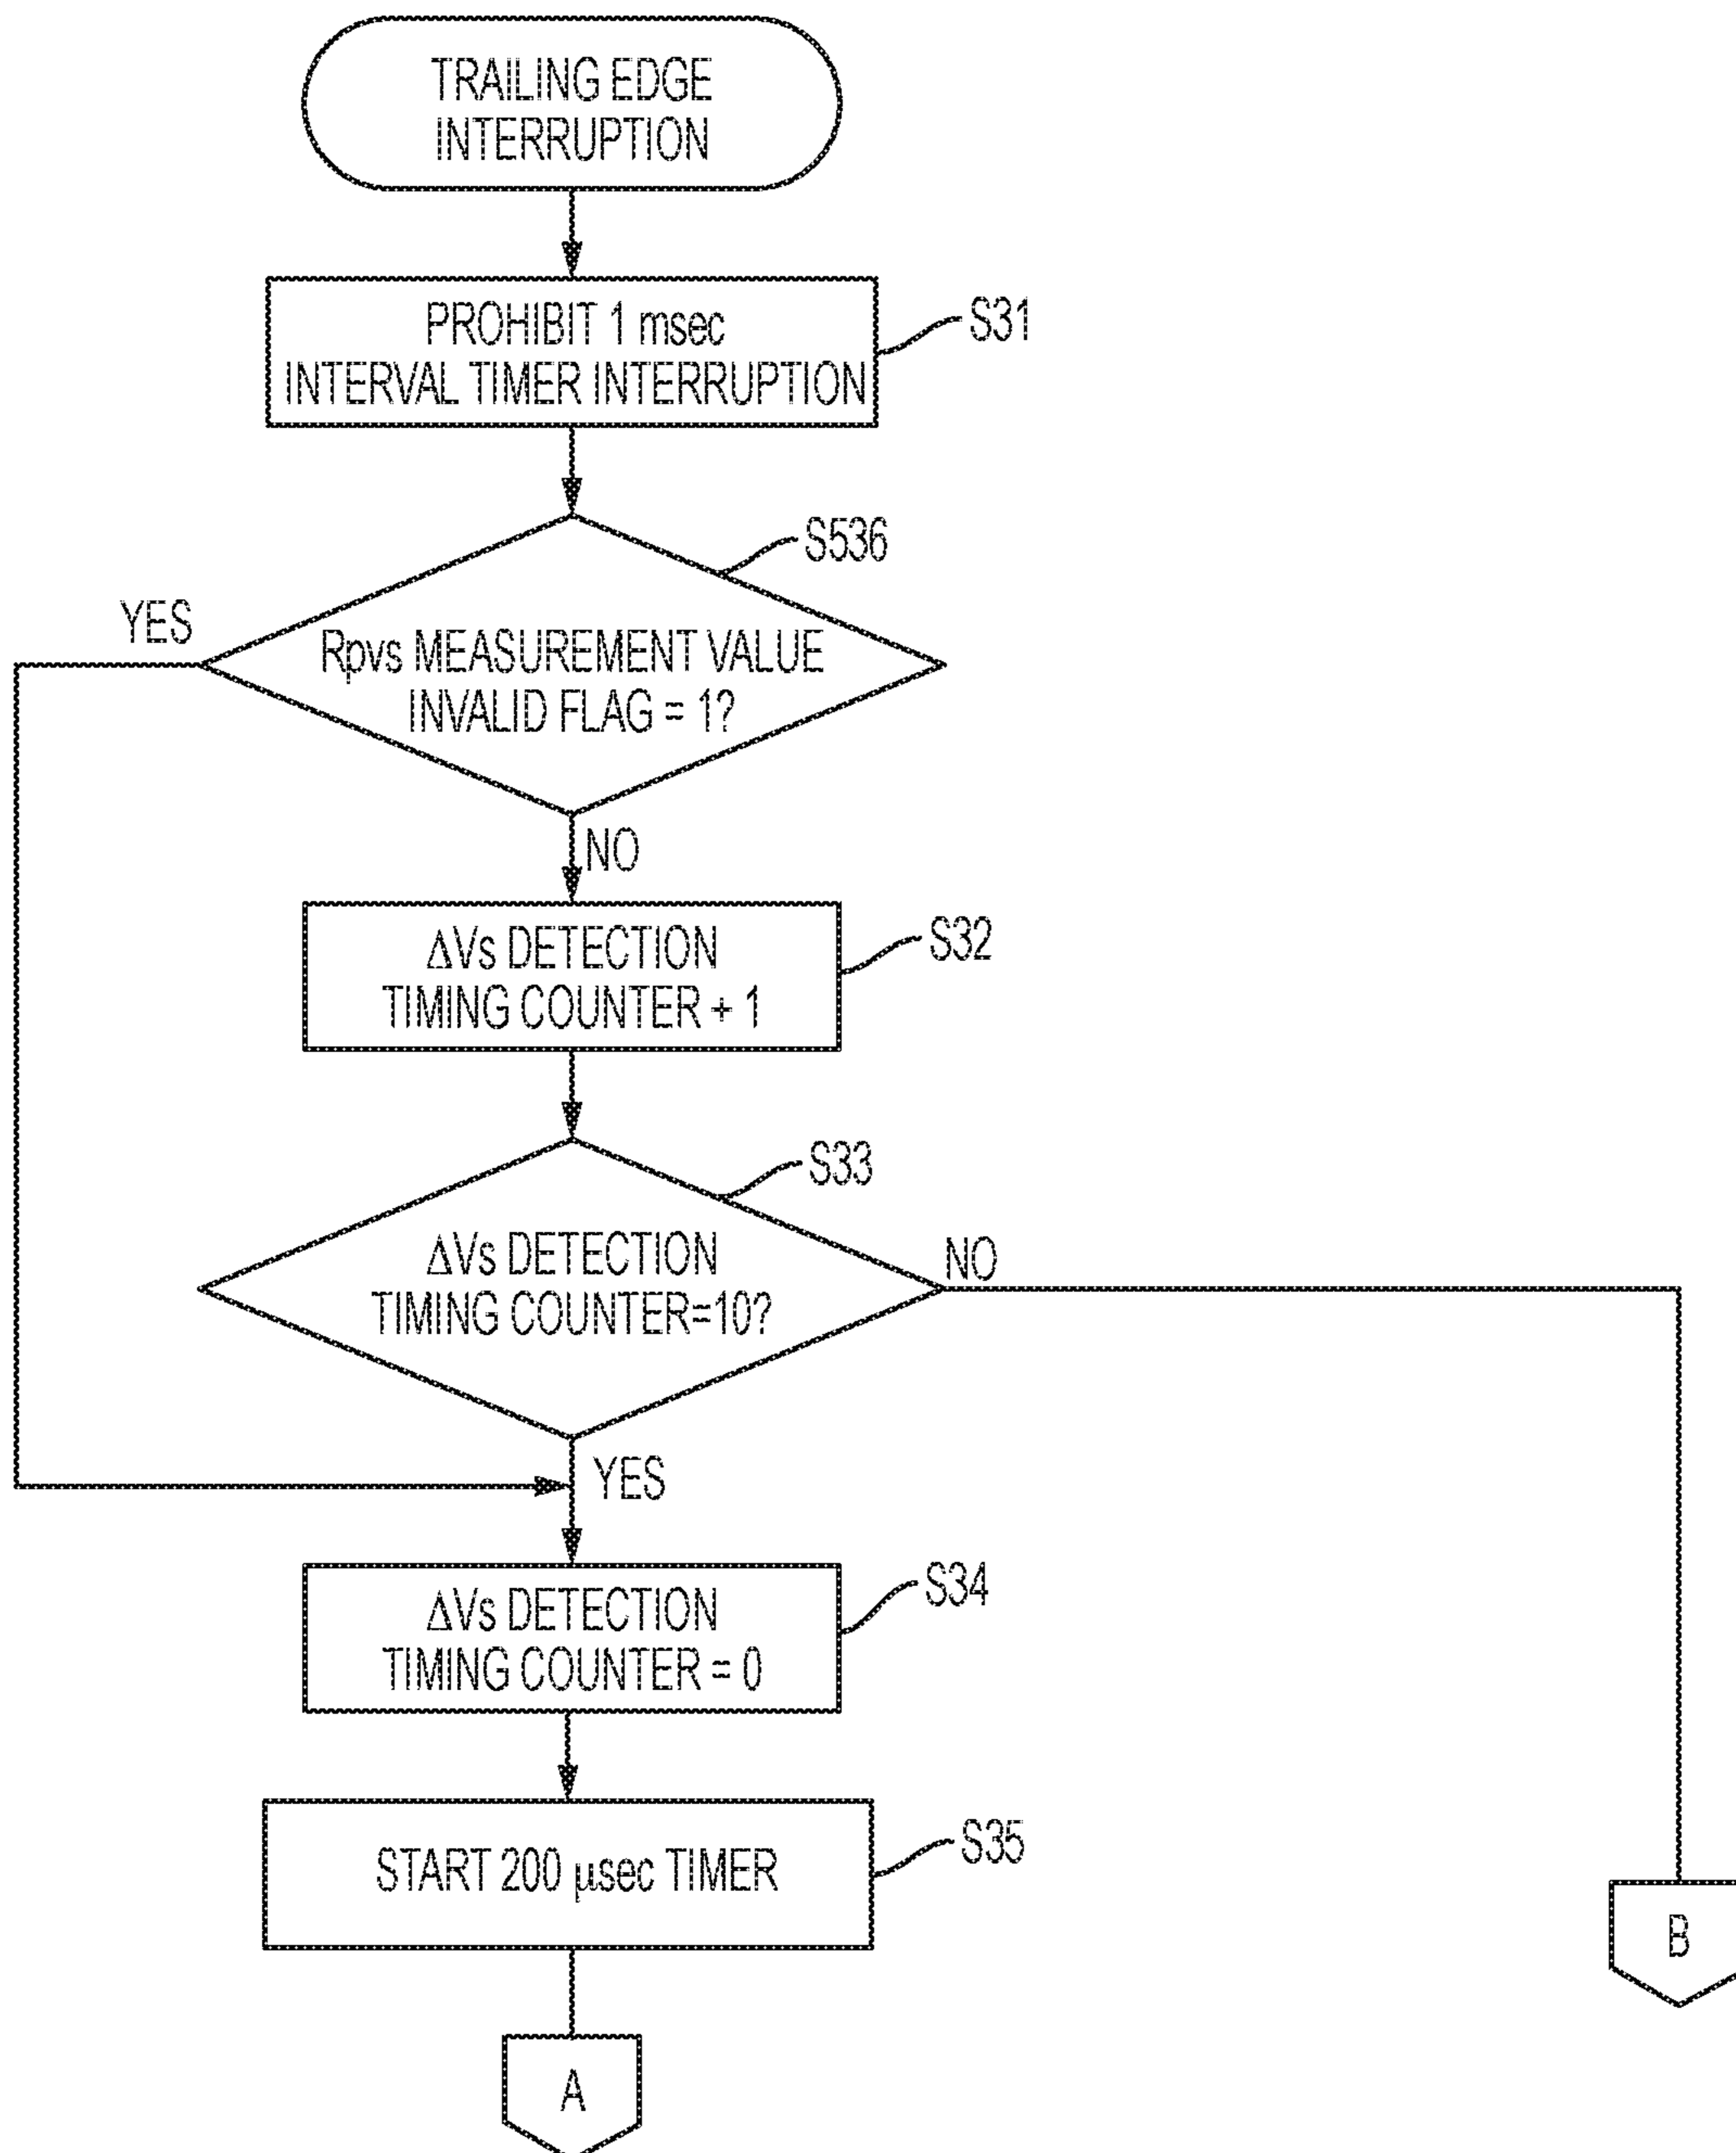 TRAILING EDGE
INTERRUPTION
PROHIBIT 1 msec
INTERVAL TIMER INTERRUPTION
S31
S536
YES
Rpvs MEASUREMENT VALUE
INVALID FLAG = 1?
NO
ΔVs DETECTION
TIMING COUNTER + 1
S32
S33
ΔVs DETECTION
TIMING COUNTER=10?
NO
YES
ΔVs DETECTION
TIMING COUNTER = 0
S34
START 200 μsec TIMER
S35
B
A